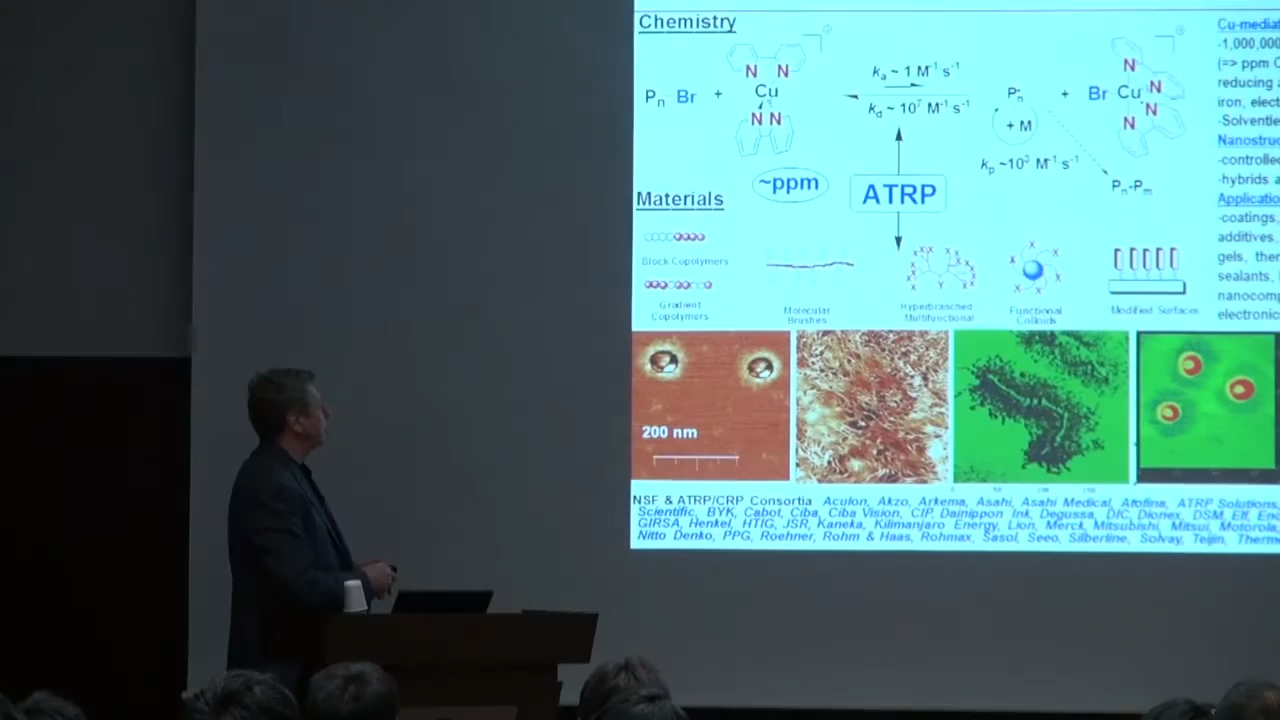 Chemistry
Pn Br + Cu N N N N
ka ~ 1 M-1 s-1
kd ~ 107 M-1 s-1
Pn + Br Cu N N N N
+ M
kp ~103 M-1 s-1
Pn-Pm
~ppm
ATRP
Materials
Block Copolymers
Gradient
Copolymers
Molecular
Brushes
X X X X X X X X Y
Hyperbranched
Multifunctional
X X X X X X
Functional
Colloids
Modified Surfaces
Cu-media
-1,000,000
(=> ppm C
reducing a
iron, elect
-Solventle
Nanostruc
-controlled
-hybrids a
Applicatio
-coatings,
additives,
gels, ther
sealants,
nanocomp
electronic
200 nm
NSF & ATRP/CRP Consortia Aculon, Akzo, Arkema, Asahi, Asahi Medical, Atofina, ATRP Solutions,
Scientific, BYK, Cabot, Ciba, Ciba Vision, CIP, Dainippon Ink, Degussa, DIC, Dionex, DSM, Elf, Enc
GIRSA, Henkel, HTIG, JSR, Kaneka, Kilimanjaro Energy, Lion, Merck, Mitsubishi, Mitsui, Motorola,
Nitto Denko, PPG, Roehner, Rohm & Haas, Rohmax, Sasol, Seeo, Silberline, Solvay, Teijin, Therm